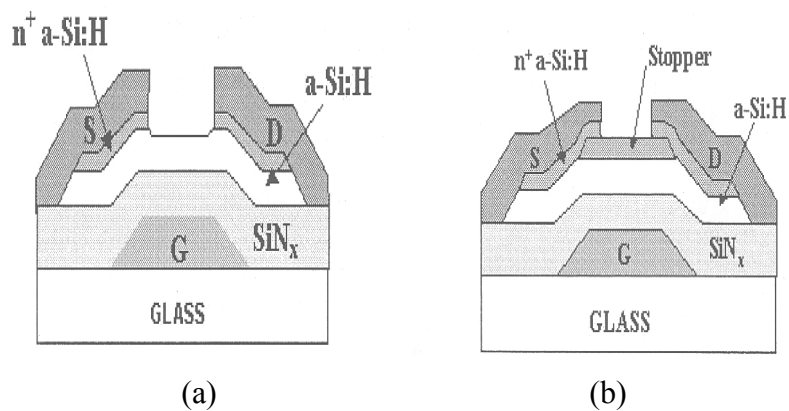 n⁺ a-Si:H
a-Si:H
S
D
SiNₓ
G
GLASS
(a)
n⁺ a-Si:H
Stopper
a-Si:H
S
D
SiNₓ
G
GLASS
(b)